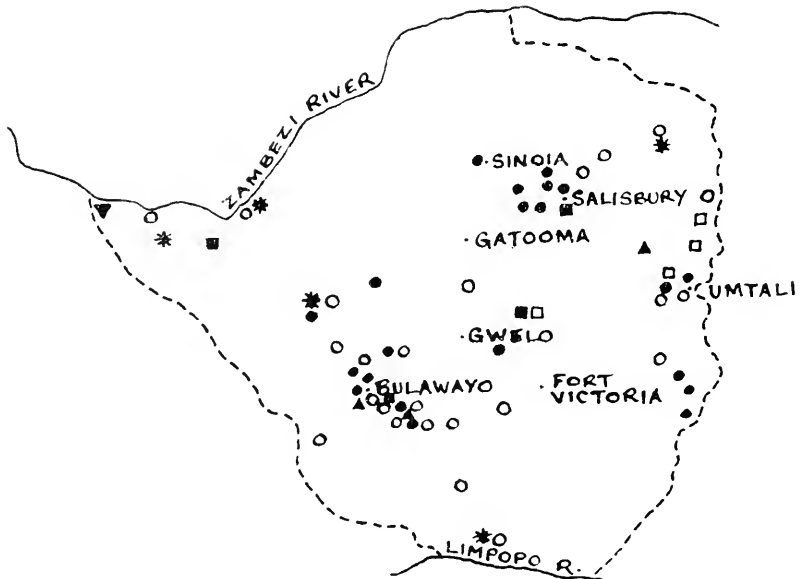 ZAMBEZI RIVER
SINOIA
SALISBURY
GATOOMA
UMTALI
GWELO
BULAWAYO
FORT
VICTORIA
LIMPOPO R.